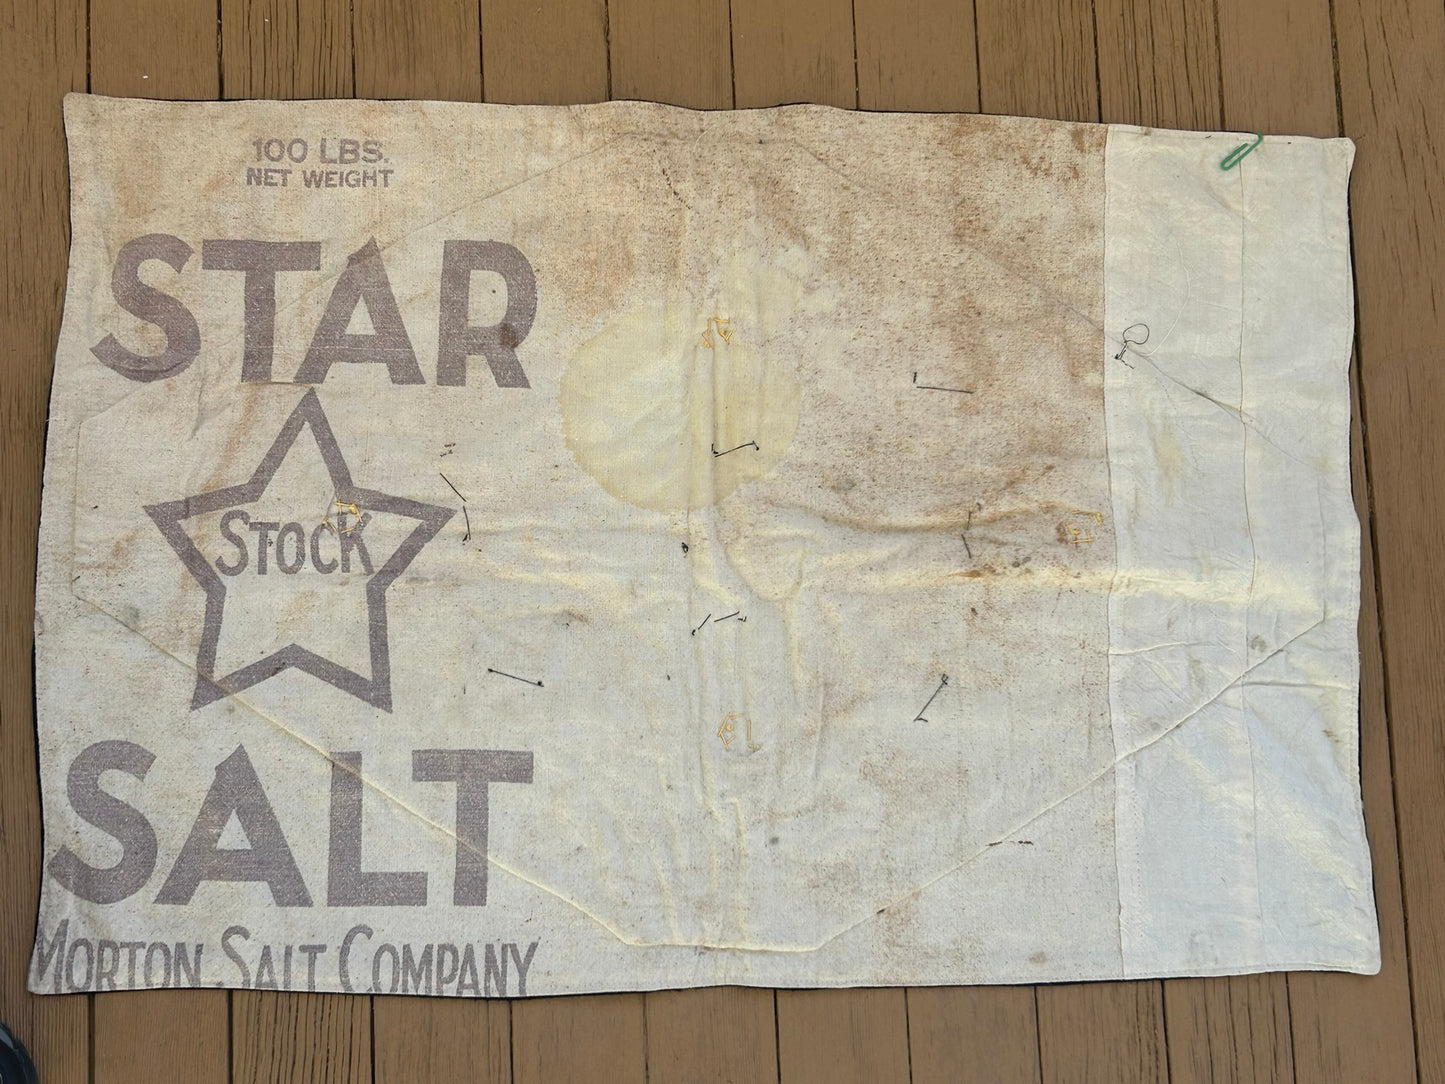 100 LBS.
NET WEIGHT
STAR
STOCK
SALT
MORTON SALT COMPANY